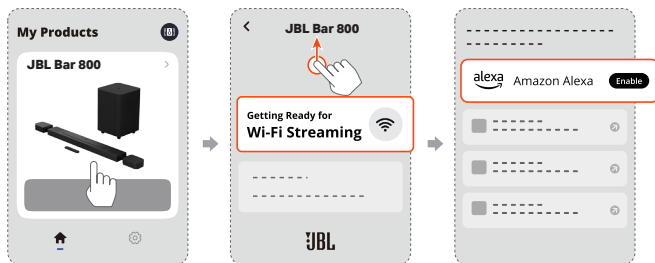 My Products
JBL Bar 800
JBL Bar 800
Getting Ready for
Wi-Fi Streaming
JBL
alexa Amazon Alexa Enable